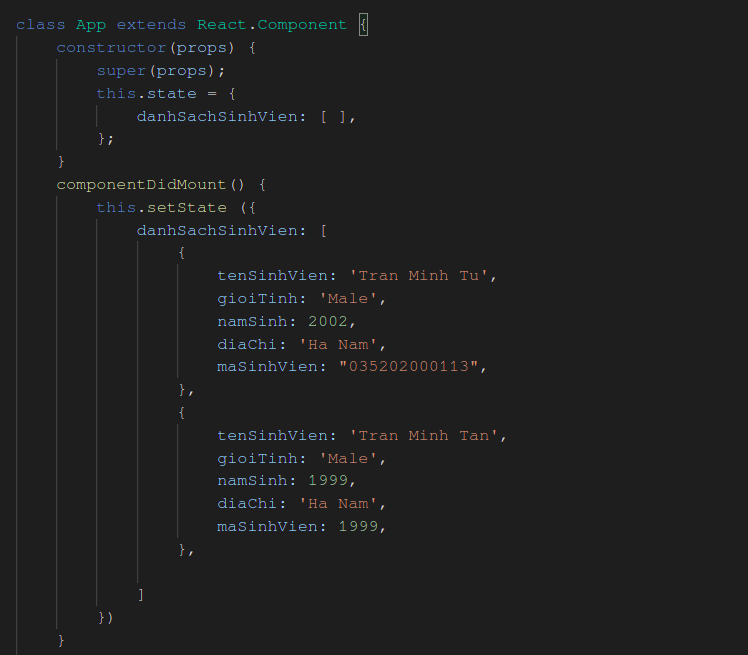 class App extends React.Component {
constructor(props) {
super(props);
this.state = {
danhSachSinhVien: [ ],
};
}
componentDidMount() {
this.setState ({
danhSachSinhVien: [
{
tenSinhVien: 'Tran Minh Tu',
gioiTinh: 'Male',
namSinh: 2002,
diaChi: 'Ha Nam',
maSinhVien: "035202000113",
},
{
tenSinhVien: 'Tran Minh Tan',
gioiTinh: 'Male',
namSinh: 1999,
diaChi: 'Ha Nam',
maSinhVien: 1999,
},
]
})
}